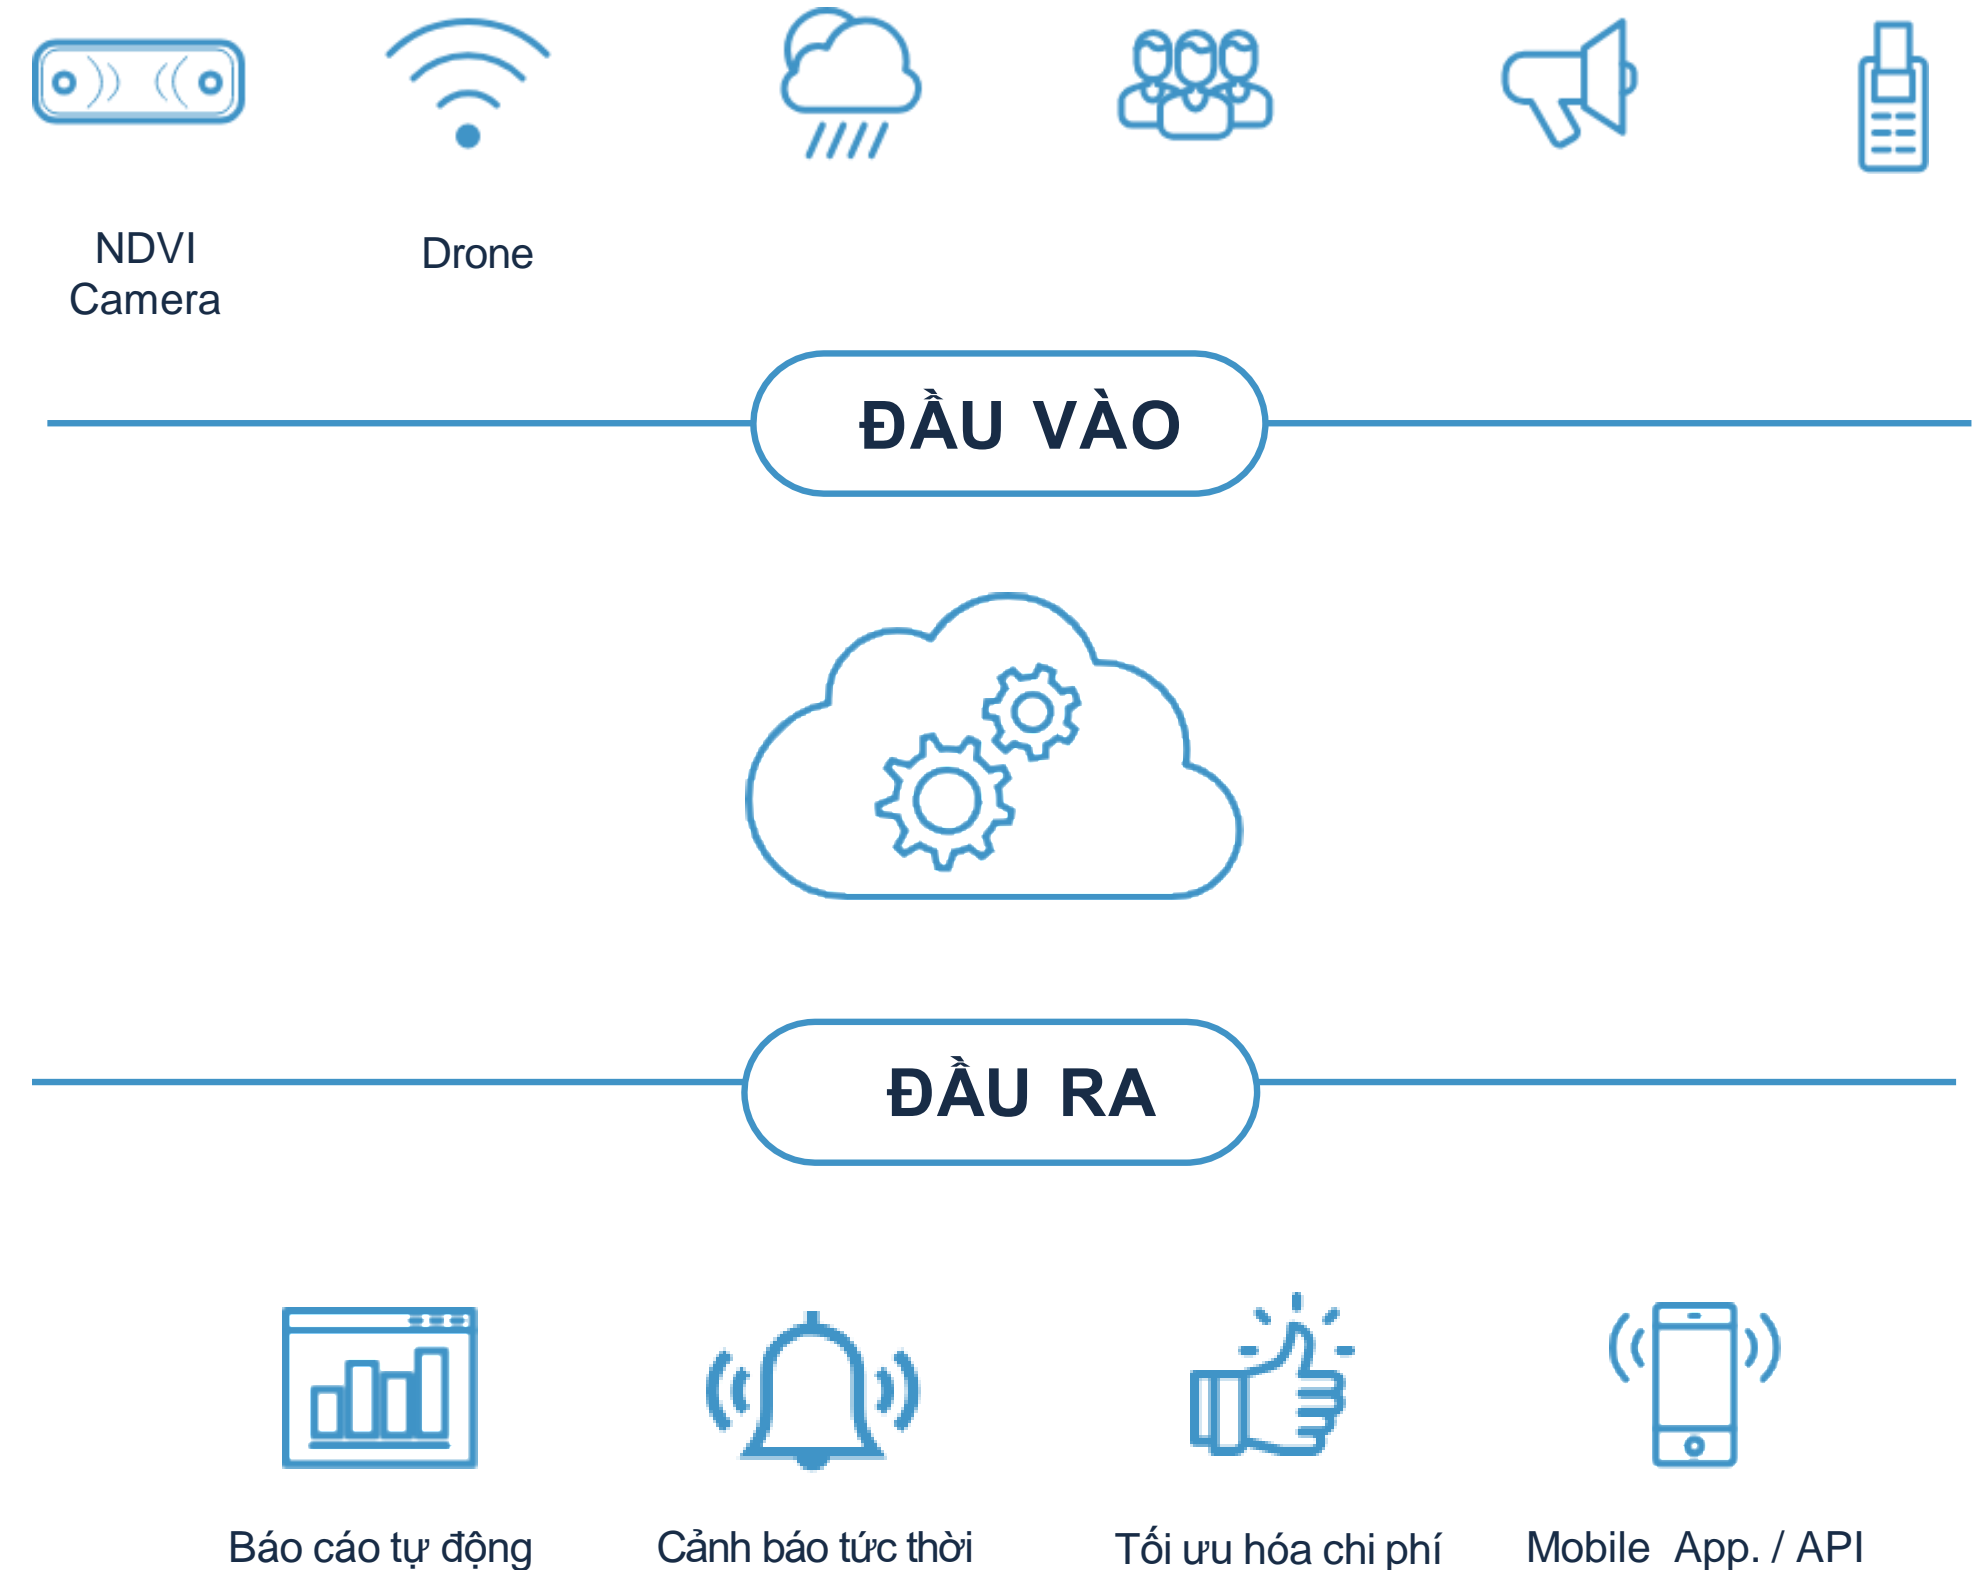 NDVI
Camera
Drone
ĐẦU VÀO
ĐẦU RA
Báo cáo tự động
Cảnh báo tức thời
Tối ưu hóa chi phí
Mobile App. / API